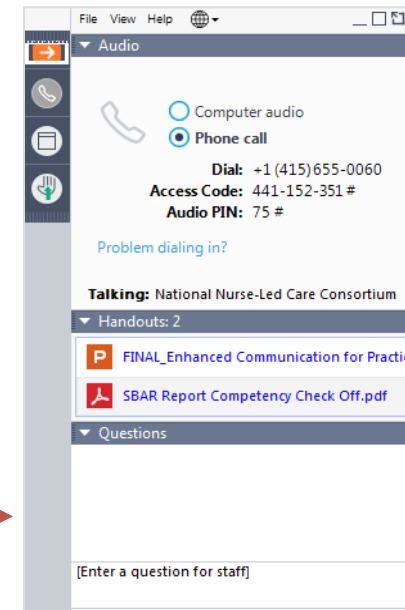 File View Help
Audio
Computer audio
Phone call
Dial: +1 (415) 655-0060
Access Code: 441-152-351 #
Audio PIN: 75 #
Problem dialing in?
Talking: National Nurse-Led Care Consortium
Handouts: 2
P FINAL_Enhanced Communication for Practi
SBAR Report Competency Check Off.pdf
Questions
[Enter a question for staff]